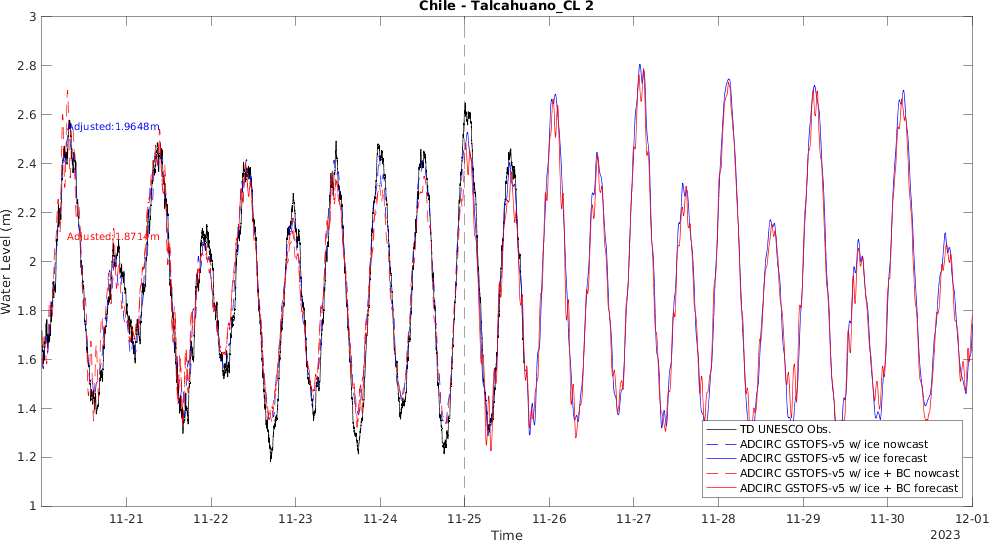 Chile - Talcahuano_CL 2
Water Level (m)
3
2.8
2.6
2.4
2.2
2
1.8
1.6
1.4
1.2
1
Adjusted:1.9648m
Adjusted:1.8714m
TD UNESCO Obs.
ADCIRC GSTOFS-v5 w/ ice nowcast
ADCIRC GSTOFS-v5 w/ ice forecast
ADCIRC GSTOFS-v5 w/ ice + BC nowcast
ADCIRC GSTOFS-v5 w/ ice + BC forecast
11-21 11-22 11-23 11-24 11-25 11-26 11-27 11-28 11-29 11-30 12-01
Time
2023